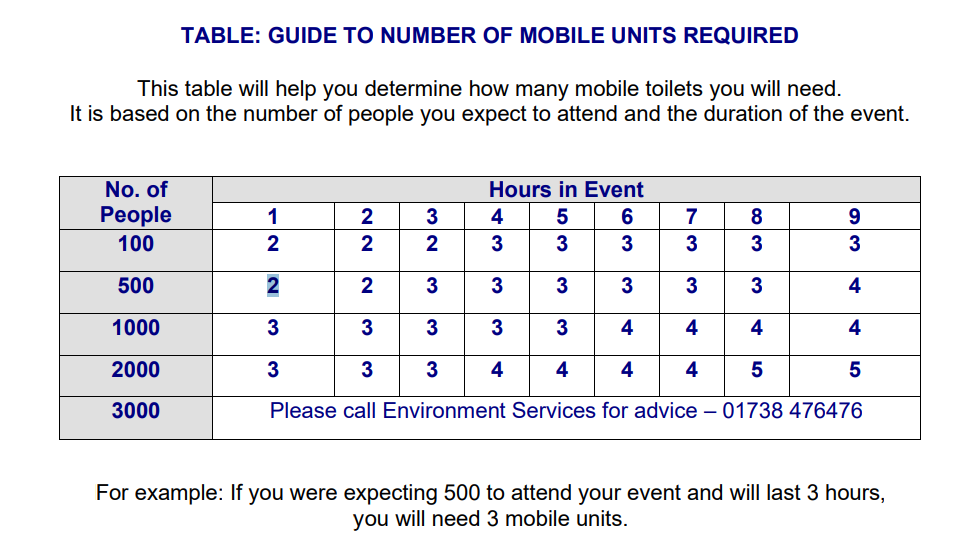 TABLE: GUIDE TO NUMBER OF MOBILE UNITS REQUIRED
This table will help you determine how many mobile toilets you will need.
It is based on the number of people you expect to attend and the duration of the event.
No. of People Hours in Event
1 2 3 4 5 6 7 8 9
100 2 2 2 3 3 3 3 3 3
500 2 2 3 3 3 3 3 3 4
1000 3 3 3 3 3 4 4 4 4
2000 3 3 3 4 4 4 4 5 5
3000 Please call Environment Services for advice – 01738 476476
For example: If you were expecting 500 to attend your event and will last 3 hours,
you will need 3 mobile units.